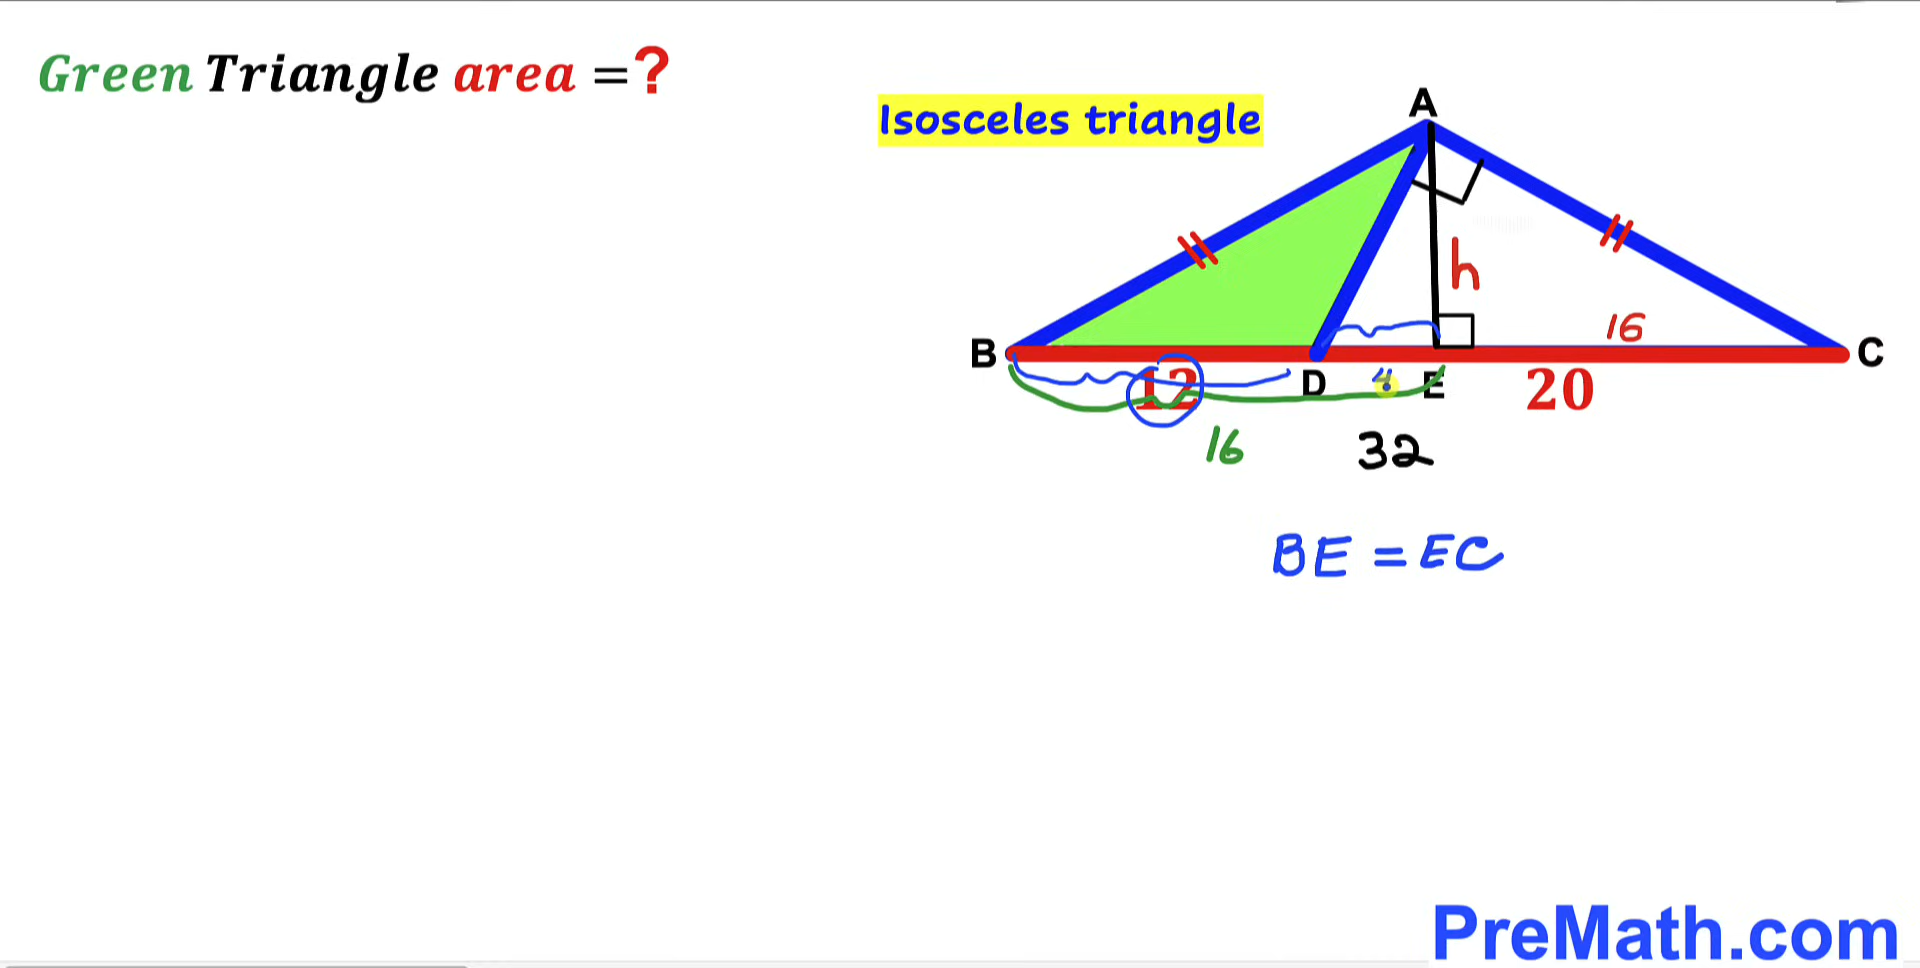 Green Triangle area =?
Isosceles triangle
A
h
16
B
C
12
D
4
E
20
16
32
BE = EC
PreMath.com